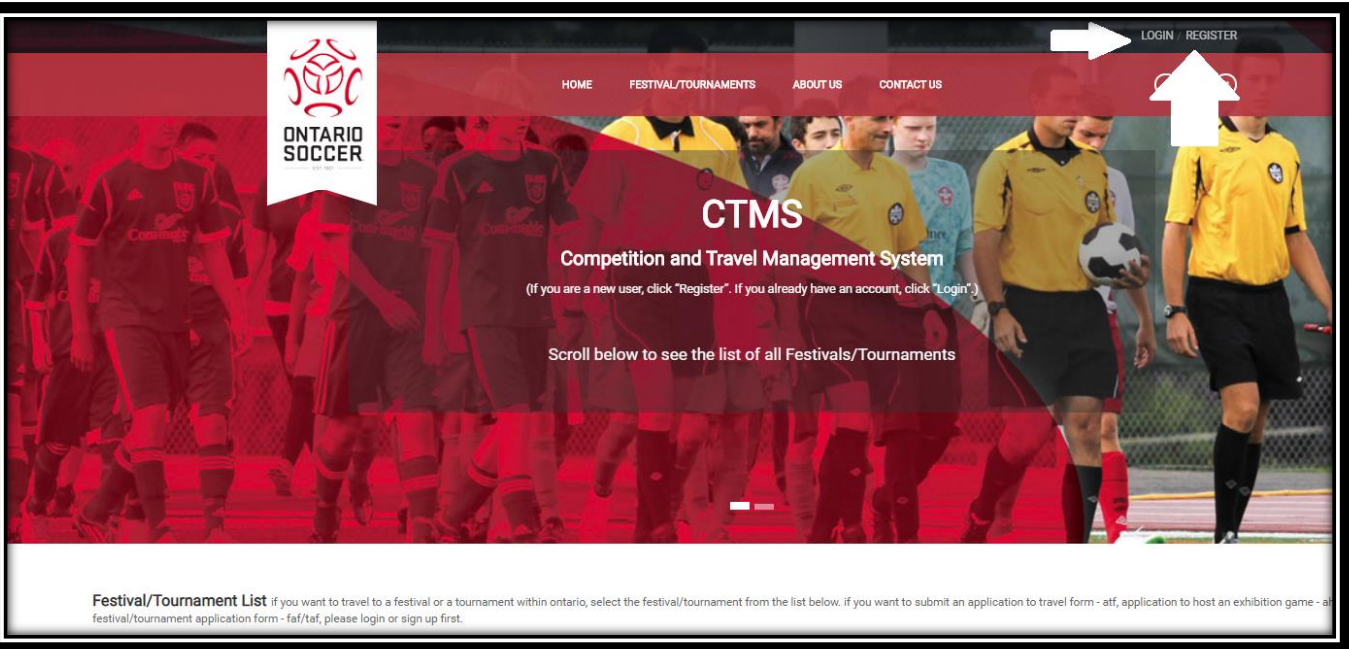 LOGIN / REGISTER
HOME FESTIVAL/TOURNAMENTS ABOUT US CONTACT US
ONTARIO
SOCCER
CTMS
Competition and Travel Management System
(If you are a new user, click "Register". If you already have an account, click "Login".)
Scroll below to see the list of all Festivals/Tournaments
Festival/Tournament List if you want to travel to a festival or a tournament within ontario, select the festival/tournament from the list below. if you want to submit an application to travel form - atf, application to host an exhibition game -
festival/tournament application form - faf/taf, please login or sign up first.